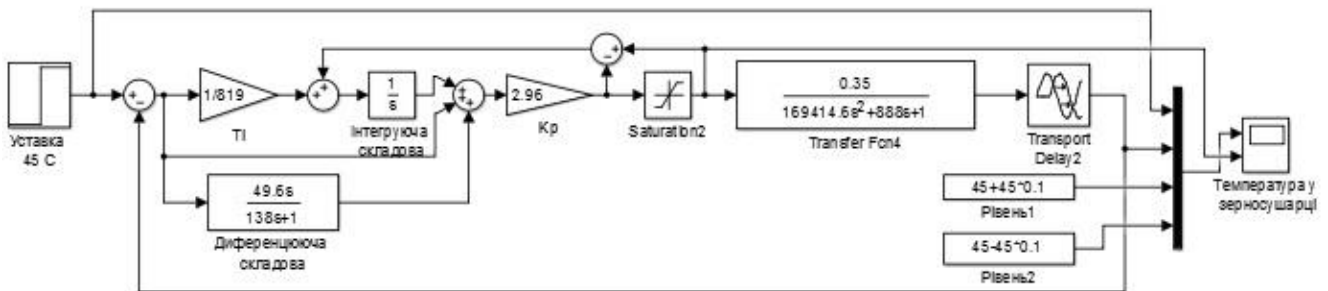 Уставка
45 С
1/819
TI
1
s
Інтегруюча
складова
49.6s
138s+1
Диференціююча
складова
2.96
Kp
Saturation2
0.35
169414.6s²+888s+1
Transfer Fcn4
Transport
Delay2
45+45*0.1
Рівень1
45-45*0.1
Рівень2
Температура у
зерносушарці